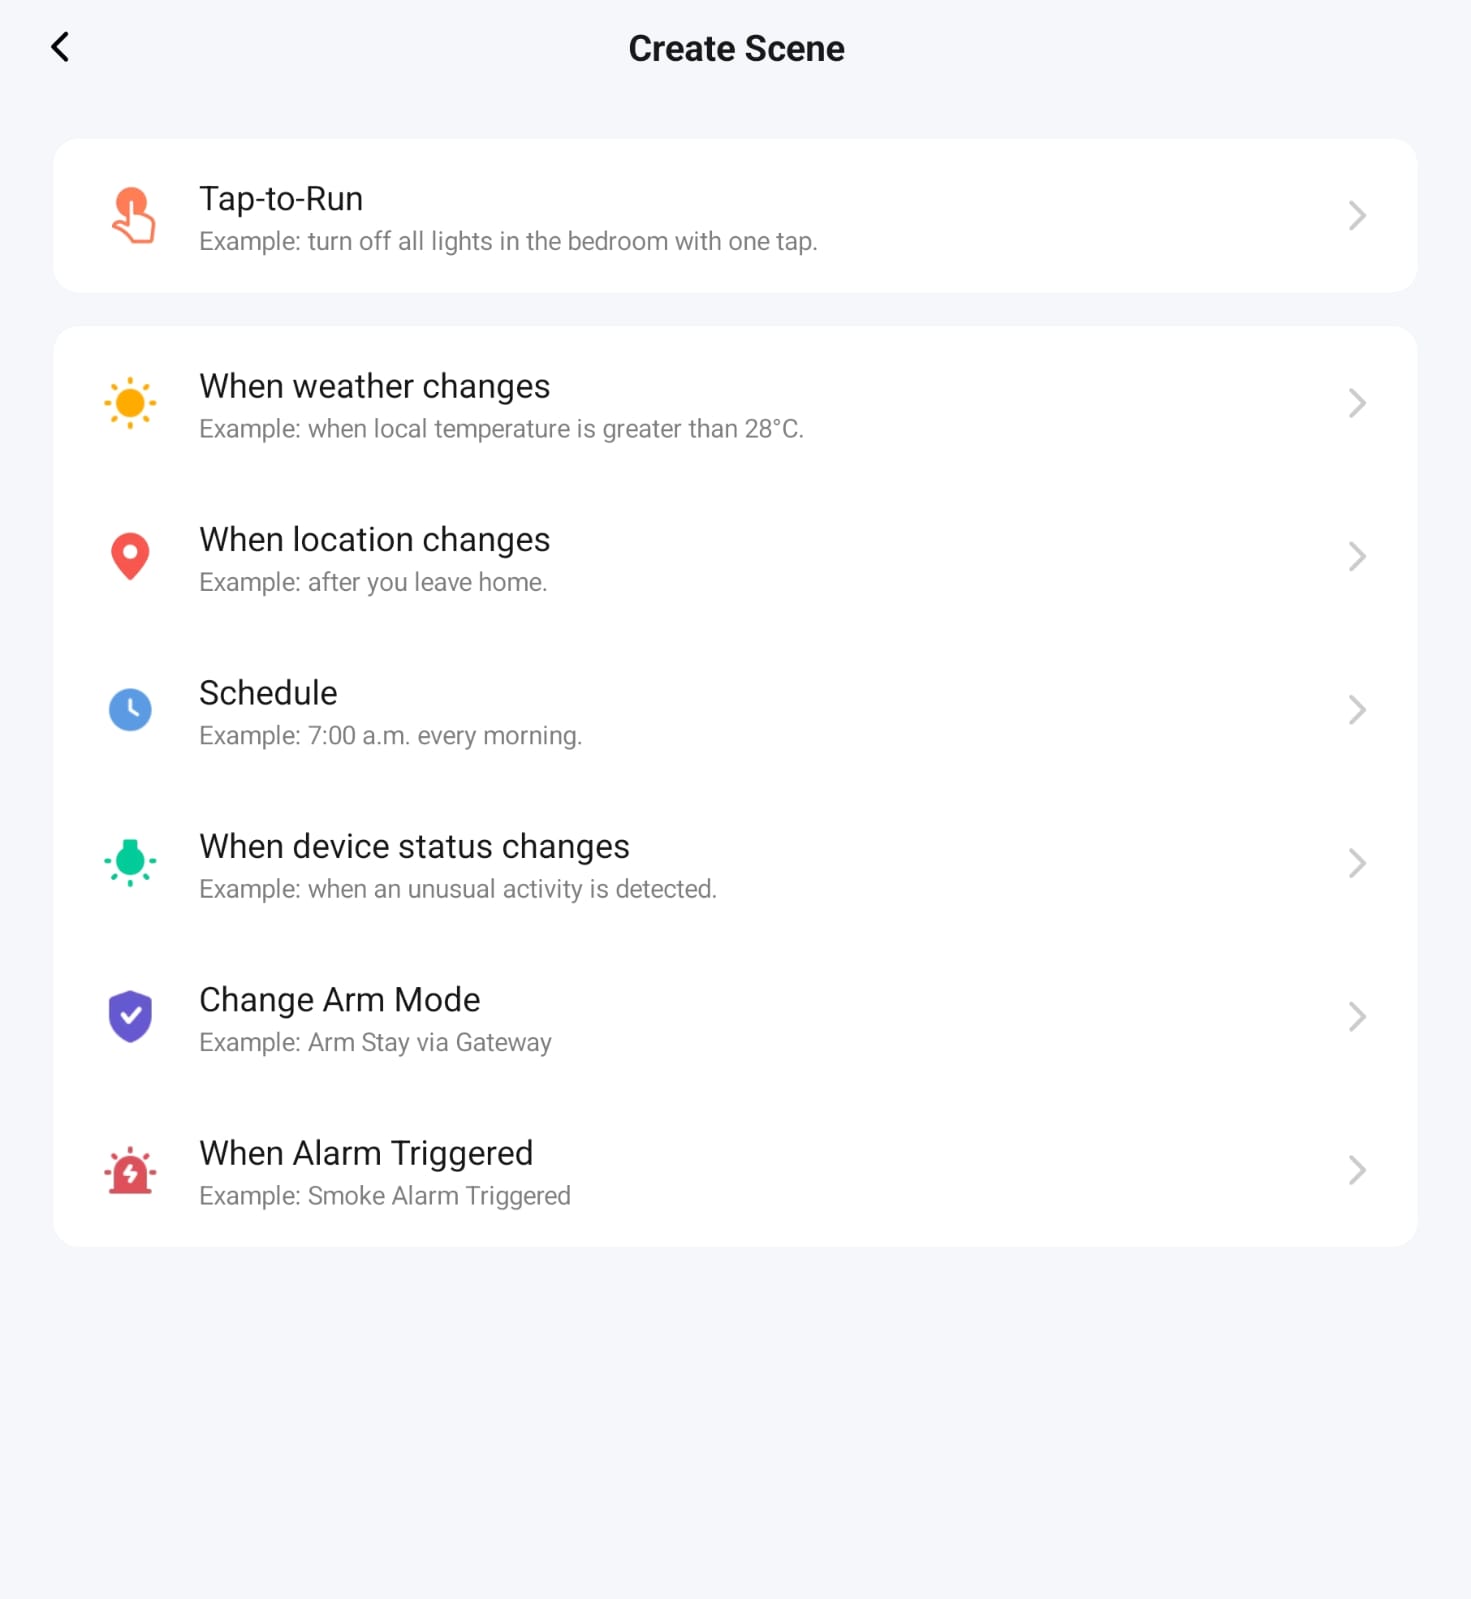 Create Scene
Tap-to-Run
Example: turn off all lights in the bedroom with one tap.
When weather changes
Example: when local temperature is greater than 28°C.
When location changes
Example: after you leave home.
Schedule
Example: 7:00 a.m. every morning.
When device status changes
Example: when an unusual activity is detected.
Change Arm Mode
Example: Arm Stay via Gateway
When Alarm Triggered
Example: Smoke Alarm Triggered